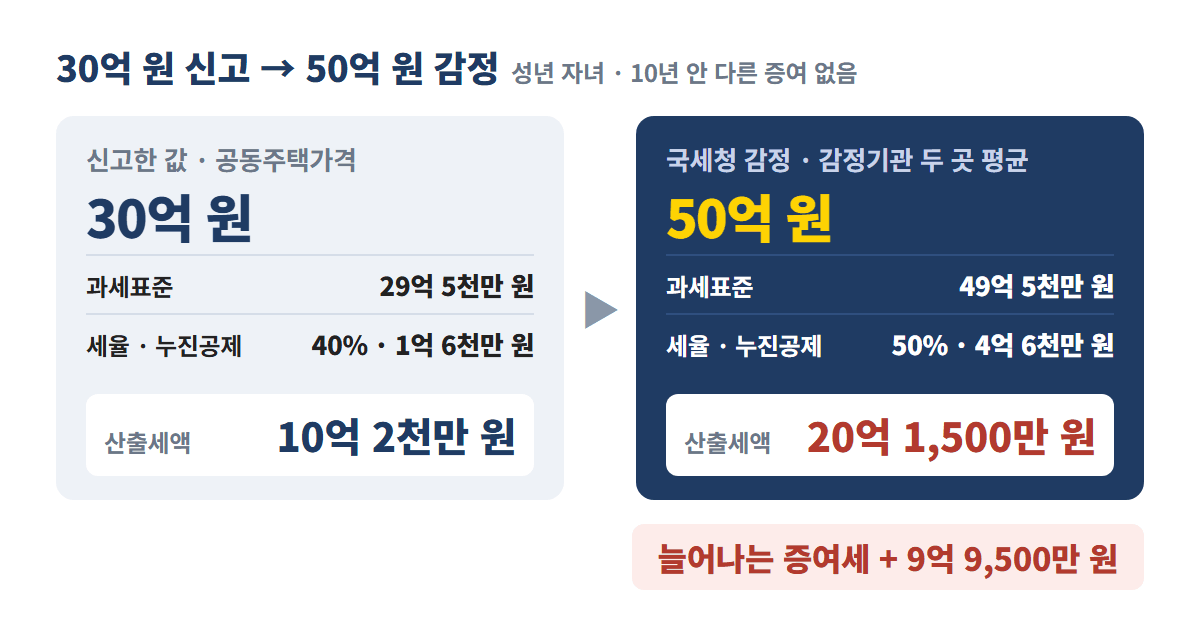 30억 원 신고 → 50억 원 감정 성년 자녀 · 10년 안 다른 증여 없음
신고한 값 · 공동주택가격
30억 원
과세표준 29억 5천만 원
세율 · 누진공제 40% · 1억 6천만 원
산출세액 10억 2천만 원
국세청 감정 · 감정기관 두 곳 평균
50억 원
과세표준 49억 5천만 원
세율 · 누진공제 50% · 4억 6천만 원
산출세액 20억 1,500만 원
늘어나는 증여세 + 9억 9,500만 원